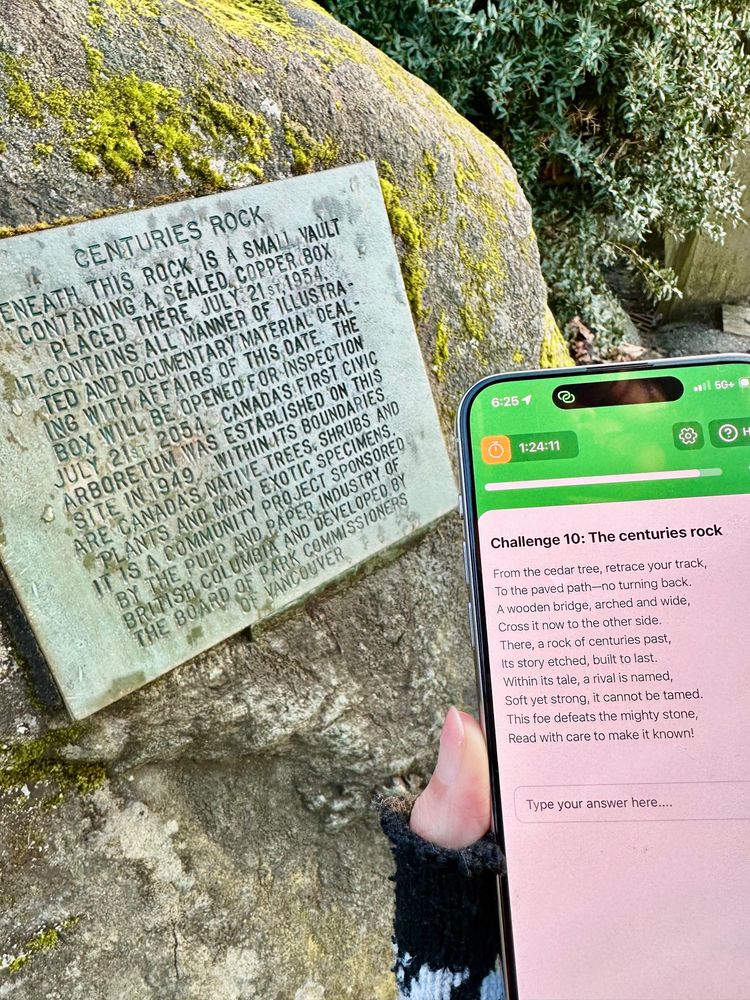 CENTURIES ROCK
ENEATH THIS ROCK IS A SMALL VAULT
CONTAINING A SEALED COPPER BOX
PLACED THERE JULY 21ST 1954.
IT CONTAINS ALL MANNER OF ILLUSTRA-
TED AND DOCUMENTARY MATERIAL DEAL-
ING WITH AFFAIRS OF THIS DATE. THE
BOX WILL BE OPENED FOR INSPECTION
JULY 21ST 2054. CANADA'S FIRST CIVIC
ARBORETUM WAS ESTABLISHED ON THIS
SITE IN 1949. WITHIN ITS BOUNDARIES
ARE CANADA'S NATIVE TREES, SHRUBS AND
PLANTS AND MANY EXOTIC SPECIMENS.
IT IS A COMMUNITY PROJECT SPONSORED
BY THE PULP AND PAPER INDUSTRY OF
BRITISH COLUMBIA AND DEVELOPED BY
THE BOARD OF PARK COMMISSIONERS
OF VANCOUVER
6:25
5G+
1:24:11
? H
Challenge 10: The centuries rock
From the cedar tree, retrace your track,
To the paved path—no turning back.
A wooden bridge, arched and wide,
Cross it now to the other side.
There, a rock of centuries past,
Its story etched, built to last.
Within its tale, a rival is named,
Soft yet strong, it cannot be tamed.
This foe defeats the mighty stone,
Read with care to make it known!
Type your answer here....